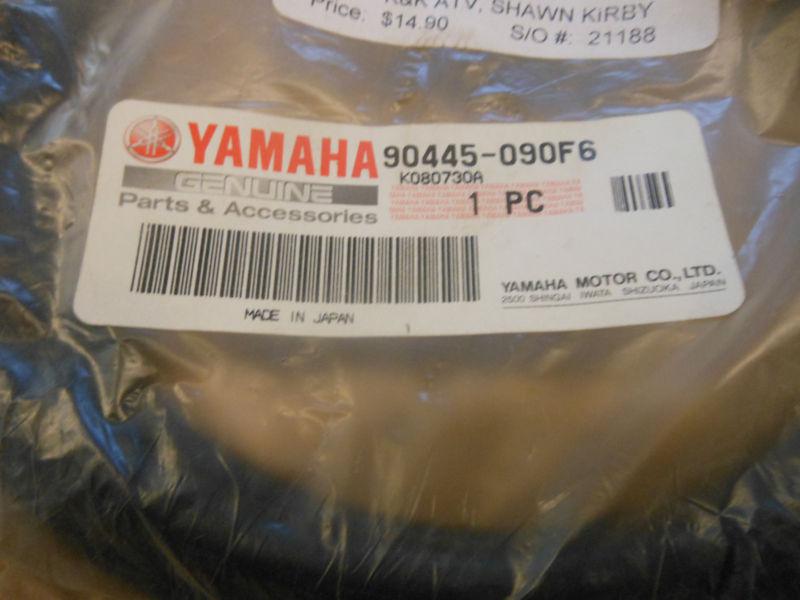 ATV, SHAWN KiRBY
Price: $14.90 S/O #: 21188
YAMAHA 90445-090F6
GENUINE K080730A
Parts & Accessories 1 PC
YAMAHA MOTOR CO.,LTD.
2500 SHINGAI IWATA SHIZUOKA JAPAN
MADE IN JAPAN
1